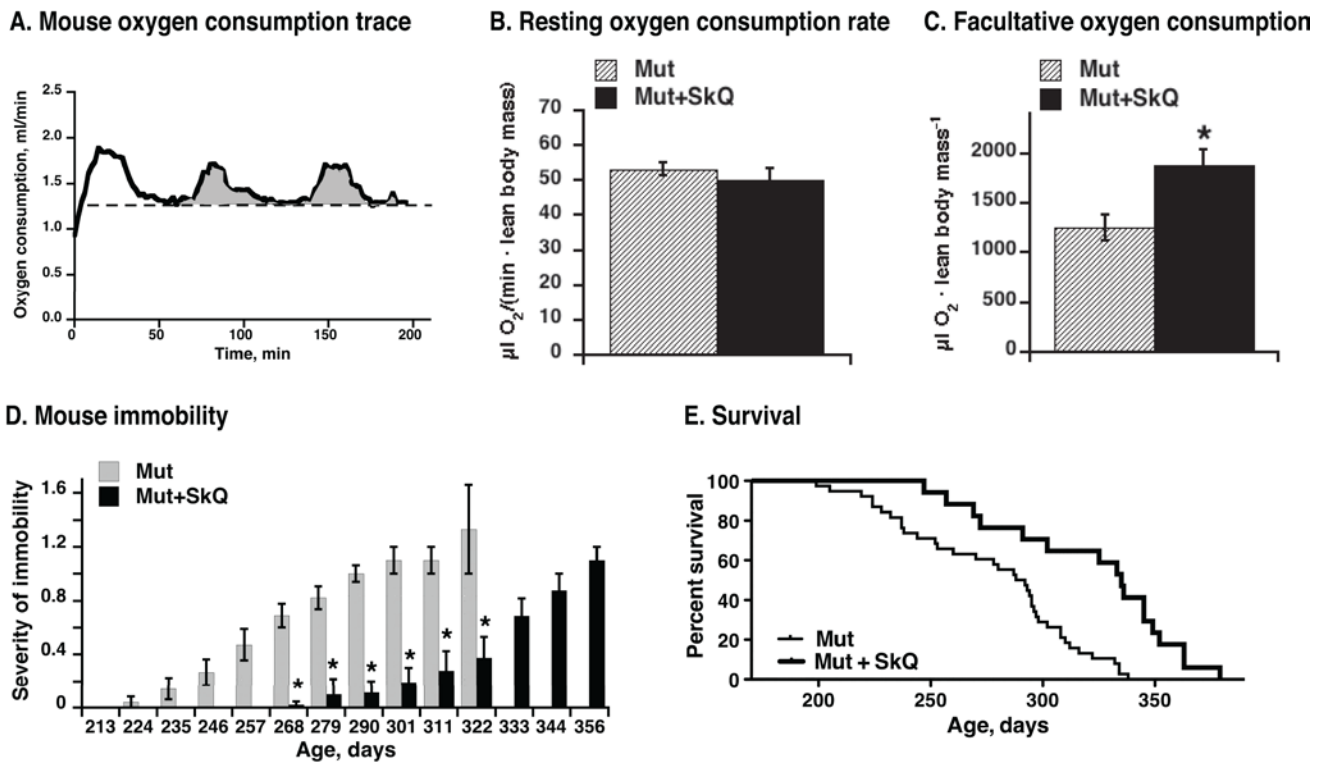 A. Mouse oxygen consumption trace
Oxygen consumption, ml/min
2.5
2.0
1.5
1.0
0.5
0.0
0 50 100 150 200
Time, min
B. Resting oxygen consumption rate
Mut
Mut+SkQ
µl O₂/(min · lean body mass)
70
60
50
40
30
20
10
0
C. Facultative oxygen consumption
Mut
Mut+SkQ
µl O₂ · lean body mass⁻¹
2000
1500
1000
500
0
*
D. Mouse immobility
Mut
Mut+SkQ
Severity of immobility
1.6
1.2
0.8
0.4
0
* * * * * *
213 224 235 246 257 268 279 290 301 311 322 333 344 356
Age, days
E. Survival
Percent survival
100
80
60
40
20
0
Mut
Mut + SkQ
200 250 300 350
Age, days